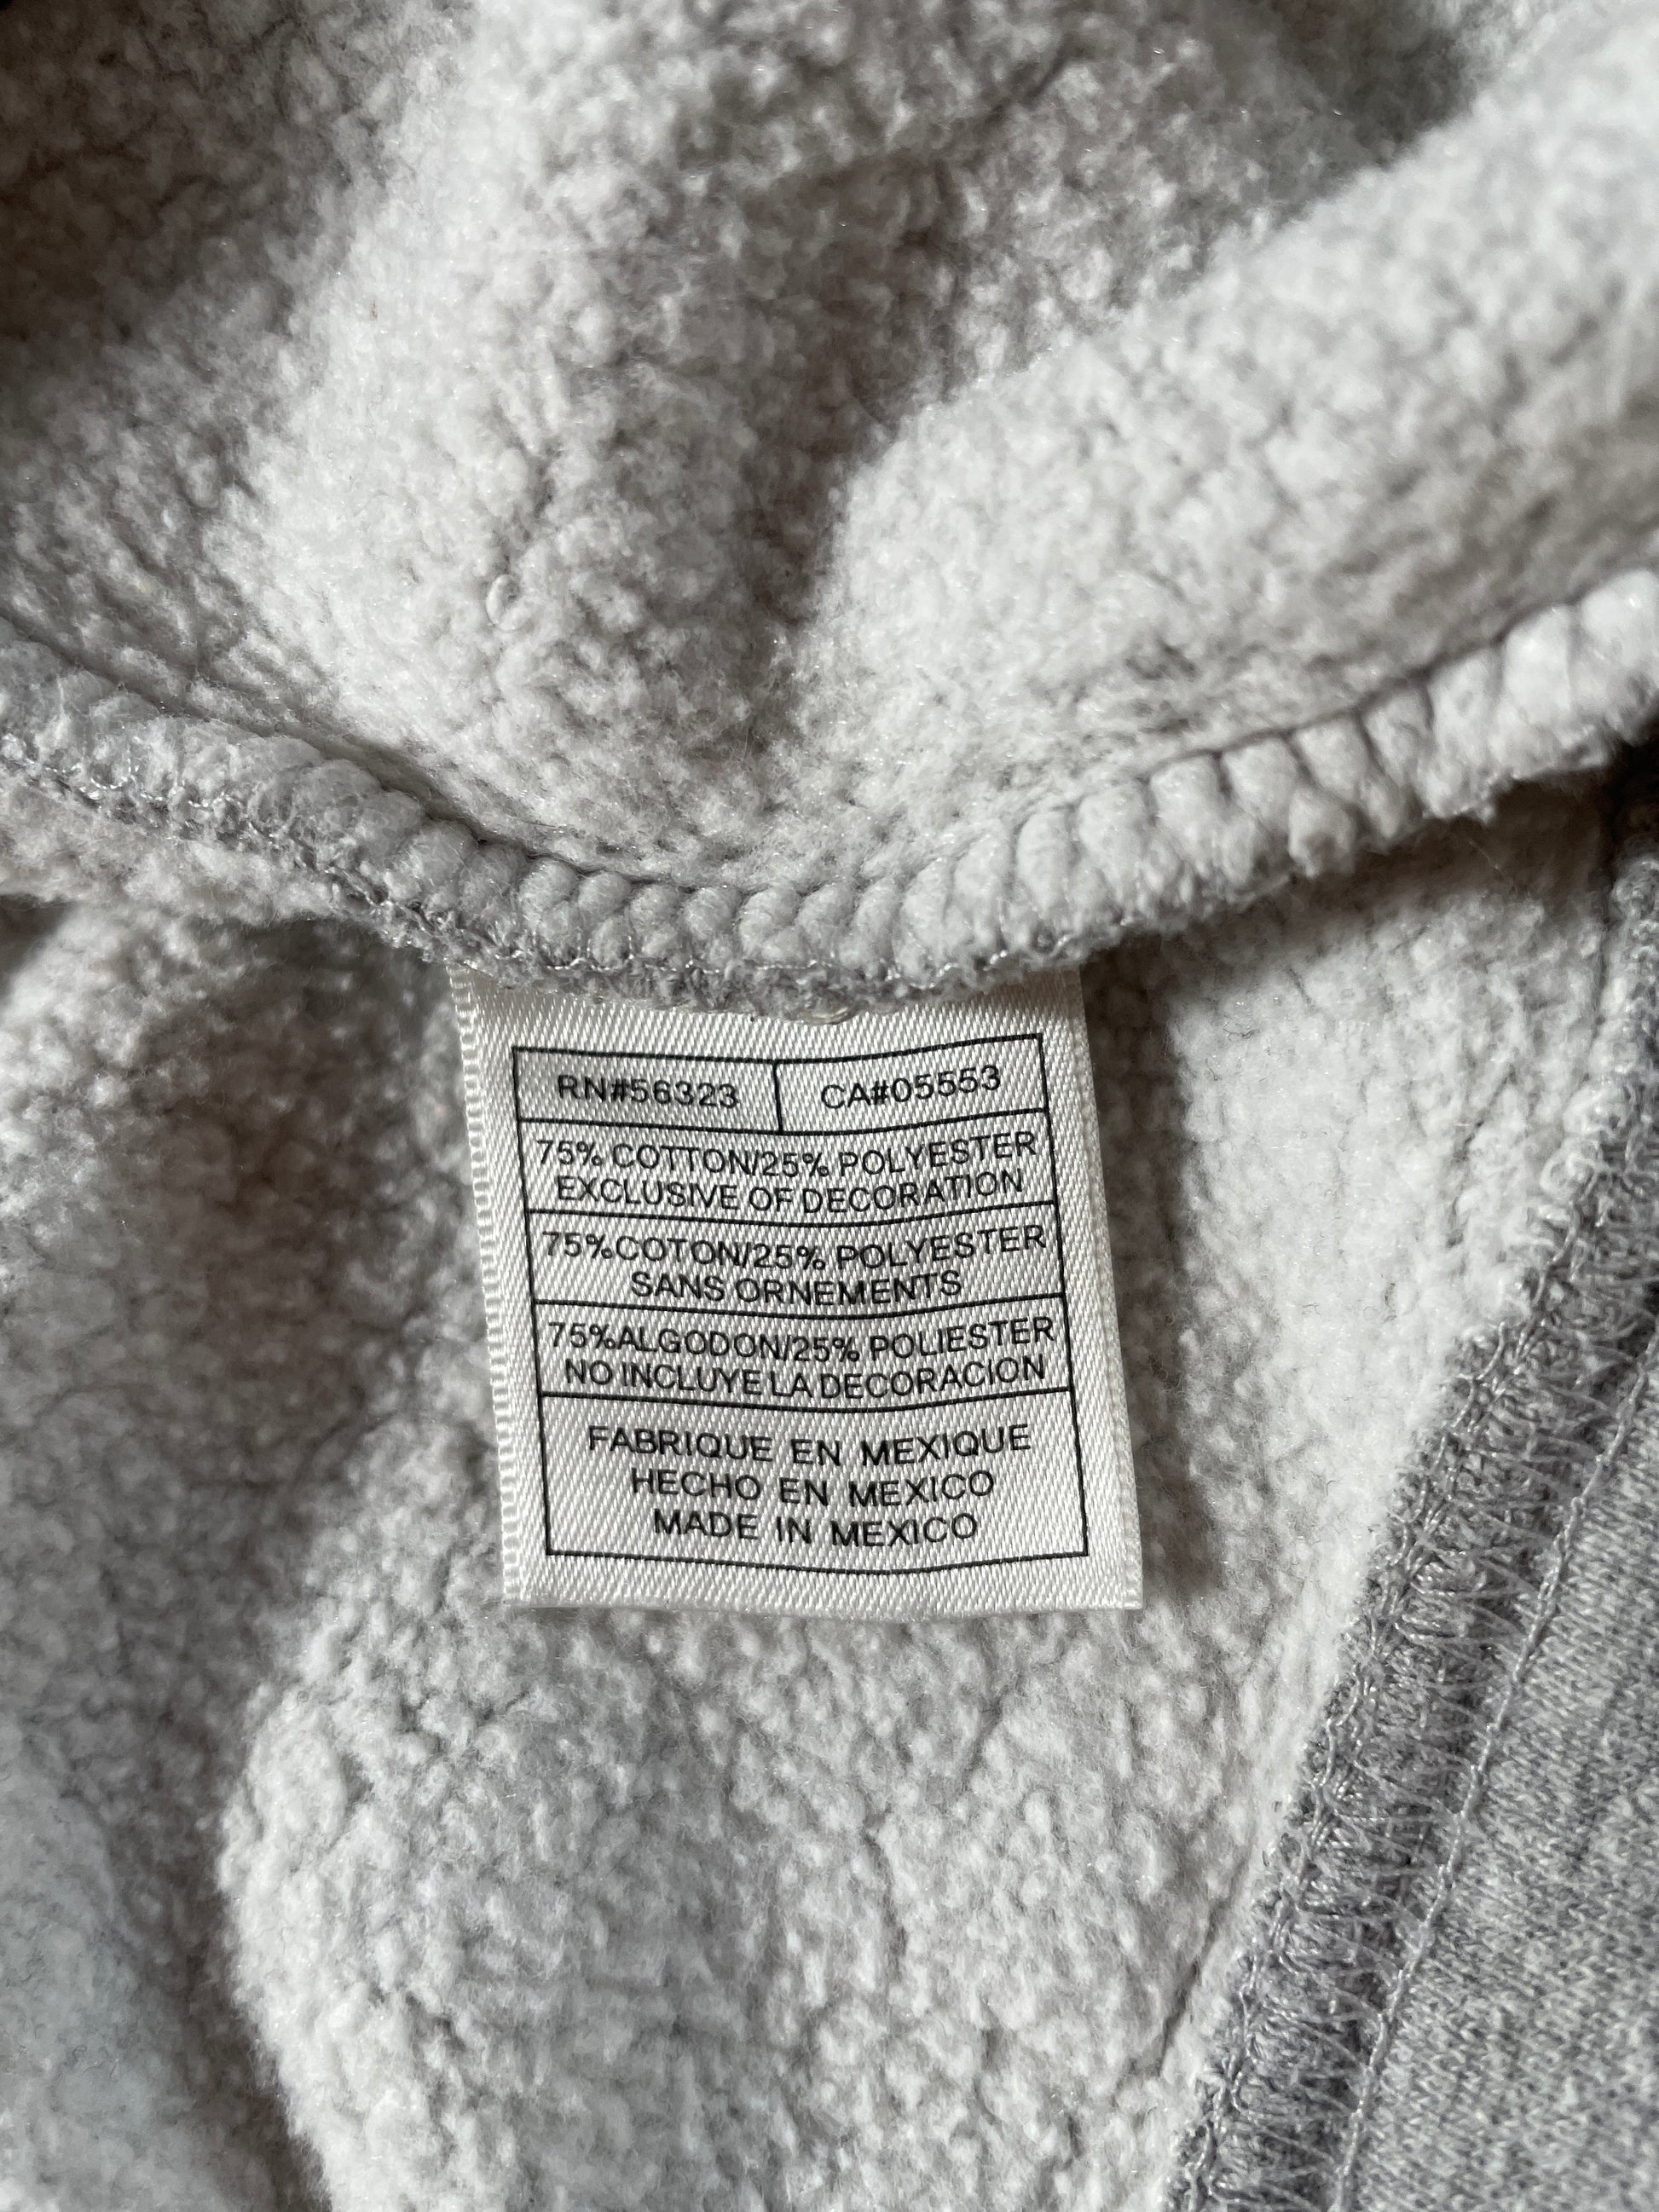 RN#56323 CA#05553
75% COTTON/25% POLYESTER
EXCLUSIVE OF DECORATION
75%COTON/25% POLYESTER
SANS ORNEMENTS
75%ALGODON/25% POLIESTER
NO INCLUYE LA DECORACION
FABRIQUE EN MEXIQUE
HECHO EN MEXICO
MADE IN MEXICO